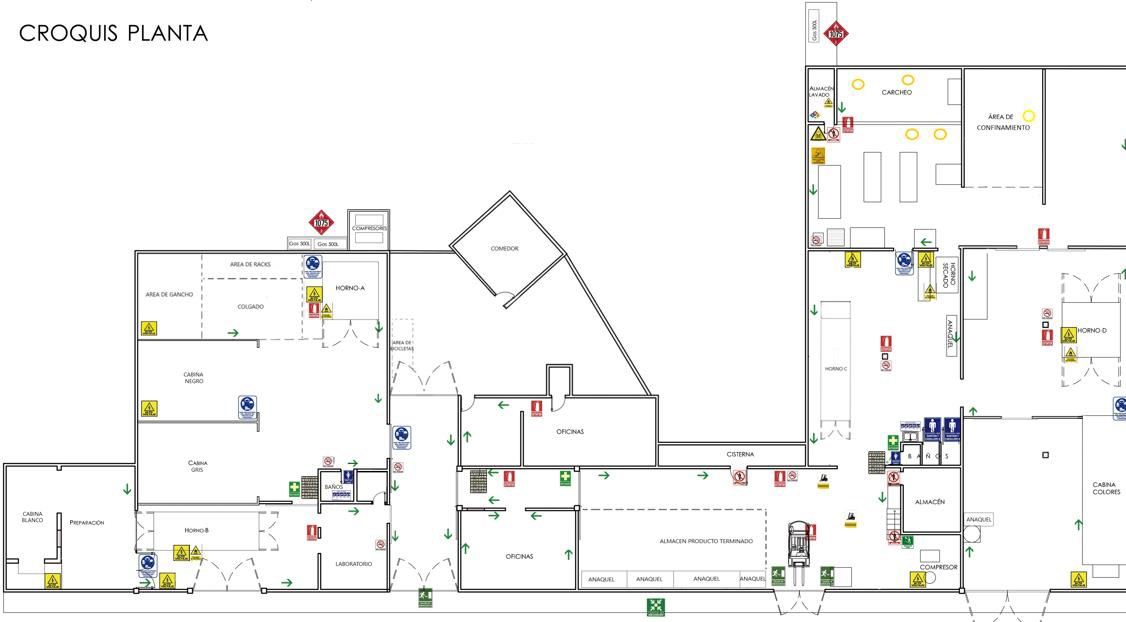 CROQUIS PLANTA
Gas 500L
1075
ALMACÉN
LAVADO
CARCHEO
ÁREA DE
CONFINAMIENTO
1075
COMPRESORES
Gas 300L
Gas 500L
COMEDOR
AREA DE RACKS
AREA DE GANCHO
COLGADO
HORNO-A
HORNO
SECADO
ANAQUEL
HORNO-D
AREA DE
BICICLETAS
HORNO C
CABINA
NEGRO
OFICINAS
CABINA
GRIS
CISTERNA
BAÑOS
BAÑOS
CABINA
COLORES
ALMACÉN
CABINA
BLANCO
PREPARACIÓN
HORNO-B
ANAQUEL
ALMACEN PRODUCTO TERMINADO
OFICINAS
LABORATORIO
COMPRESOR
ANAQUEL
ANAQUEL
ANAQUEL
ANAQUEL